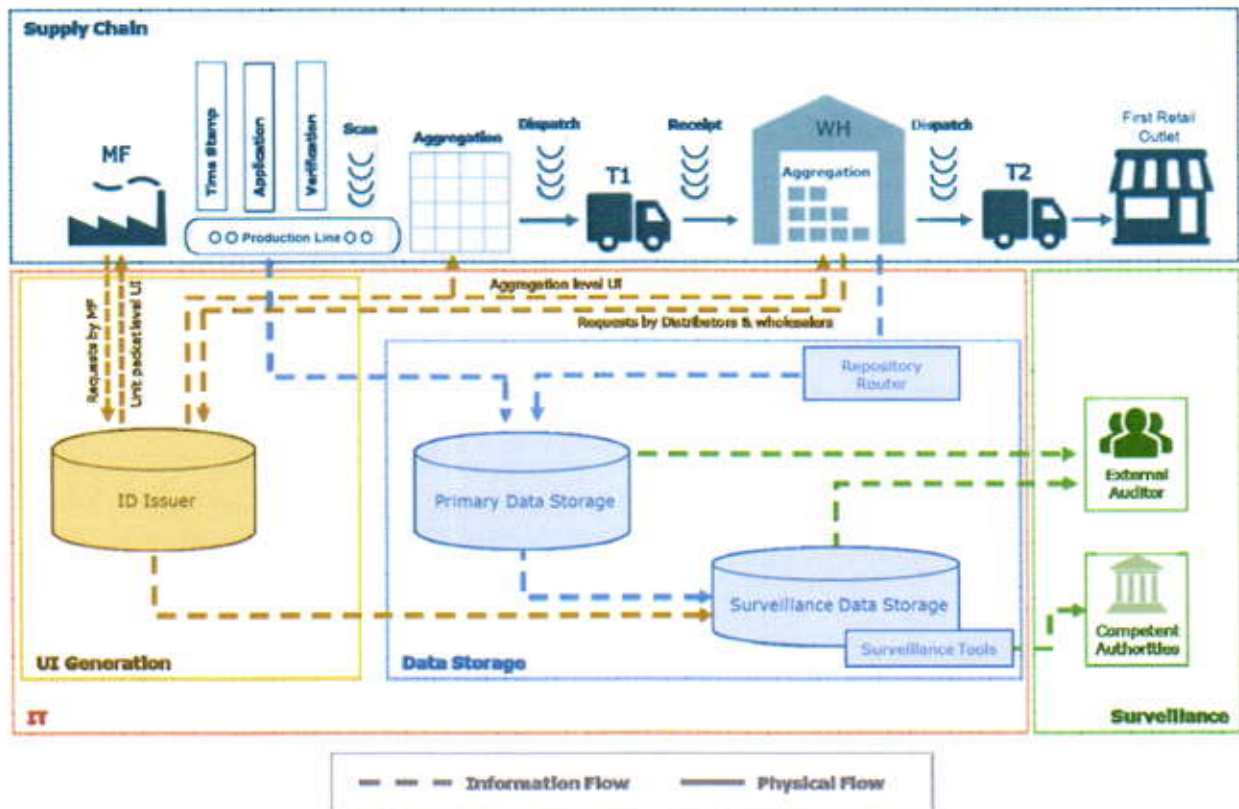 Supply Chain
MF
Time Stamp
Application
Verification
Scan
Production Line
Aggregation
Dispatch
T1
Receipt
WH
Aggregation
Dispatch
T2
First Retail
Outlet
Requests by MF
Unit packet level UI
Aggregation level UI
Requests by Distributors & wholesalers
Repository
Router
ID Issuer
Primary Data Storage
Surveillance Data Storage
Surveillance Tools
External
Auditor
Competent
Authorities
UI Generation
Data Storage
IT
Surveillance
Information Flow
Physical Flow